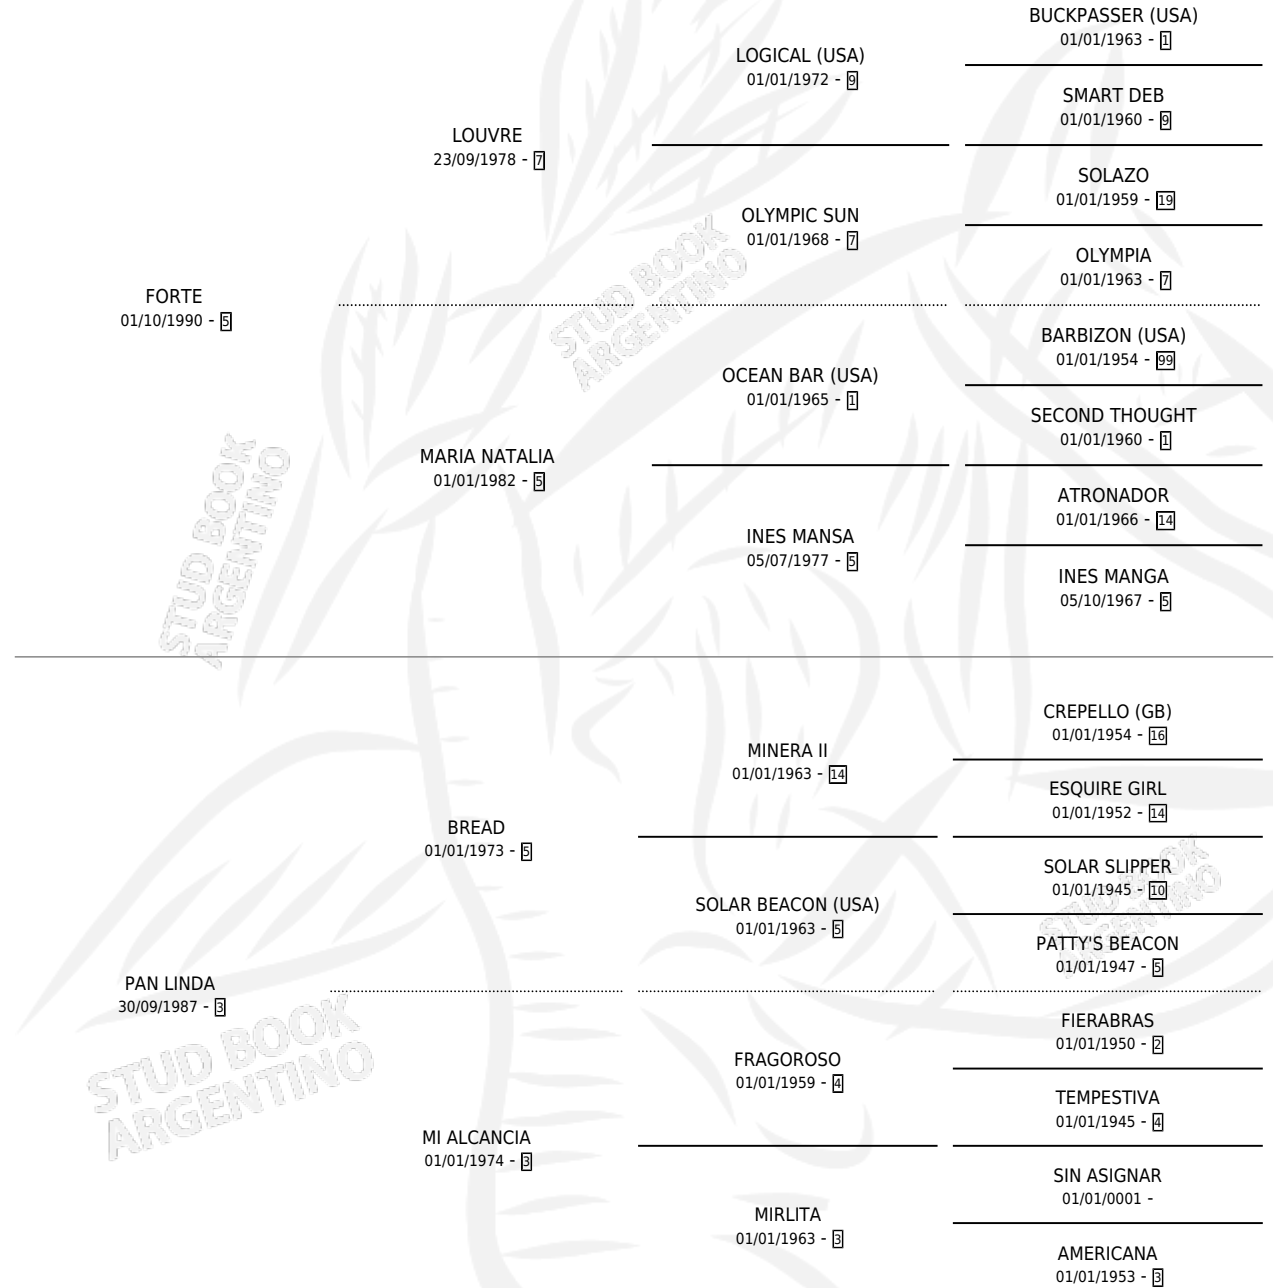 BUCKPASSER (USA)
01/01/1963 - 1
LOGICAL (USA)
01/01/1972 - 9
SMART DEB
01/01/1960 - 9
LOUVRE
23/09/1978 - 7
SOLAZO
01/01/1959 - 19
OLYMPIC SUN
01/01/1968 - 7
OLYMPIA
01/01/1963 - 7
FORTE
01/10/1990 - 5
BARBIZON (USA)
01/01/1954 - 99
OCEAN BAR (USA)
01/01/1965 - 1
SECOND THOUGHT
01/01/1960 - 1
MARIA NATALIA
01/01/1982 - 5
ATRONADOR
01/01/1966 - 14
INES MANSA
05/07/1977 - 5
INES MANGA
05/10/1967 - 5
STUD BOOK
ARGENTINO
STUD BOOK
ARGENTINO
CREPELLO (GB)
01/01/1954 - 16
MINERA II
01/01/1963 - 14
ESQUIRE GIRL
01/01/1952 - 14
BREAD
01/01/1973 - 5
SOLAR SLIPPER
01/01/1945 - 10
SOLAR BEACON (USA)
01/01/1963 - 5
PATTY'S BEACON
01/01/1947 - 5
PAN LINDA
30/09/1987 - 3
FIERABRAS
01/01/1950 - 2
FRAGOROSO
01/01/1959 - 4
TEMPESTIVA
01/01/1945 - 4
MI ALCANCIA
01/01/1974 - 3
SIN ASIGNAR
01/01/0001 -
MIRLITA
01/01/1963 - 3
AMERICANA
01/01/1953 - 3
STUD BOOK
ARGENTINO
STUD BOOK
ARGENTINO